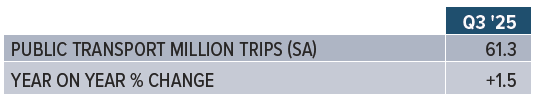 Q3 '25
PUBLIC TRANSPORT MILLION TRIPS (SA) 61.3
YEAR ON YEAR % CHANGE +1.5